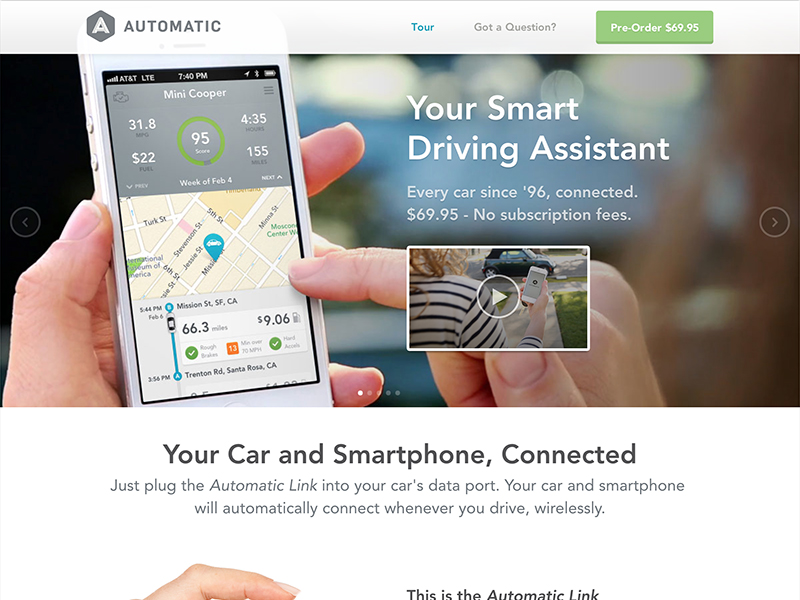 AUTOMATIC
Tour
Got a Question?
Pre-Order $69.95
AT&T LTE
7:40 PM
Mini Cooper
31.8
MPG
95
Score
4:35
HOURS
$22
FUEL
155
MILES
PREV
Week of Feb 4
NEXT
Turk St
5th St
Stevenson St
Jessie St
Missi
6th St
Minna St
Moscone
Center W
ternational
useum of
merica
5:44 PM
Feb 6
Mission St, SF, CA
66.3 miles
$9.06
Rough
Brakes
13
Min over
70 MPH
Hard
Accels
3:56 PM
Trenton Rd, Santa Rosa, CA
Your Smart
Driving Assistant
Every car since '96, connected.
$69.95 - No subscription fees.
Your Car and Smartphone, Connected
Just plug the Automatic Link into your car's data port. Your car and smartphone
will automatically connect whenever you drive, wirelessly.
This is the Automatic Link